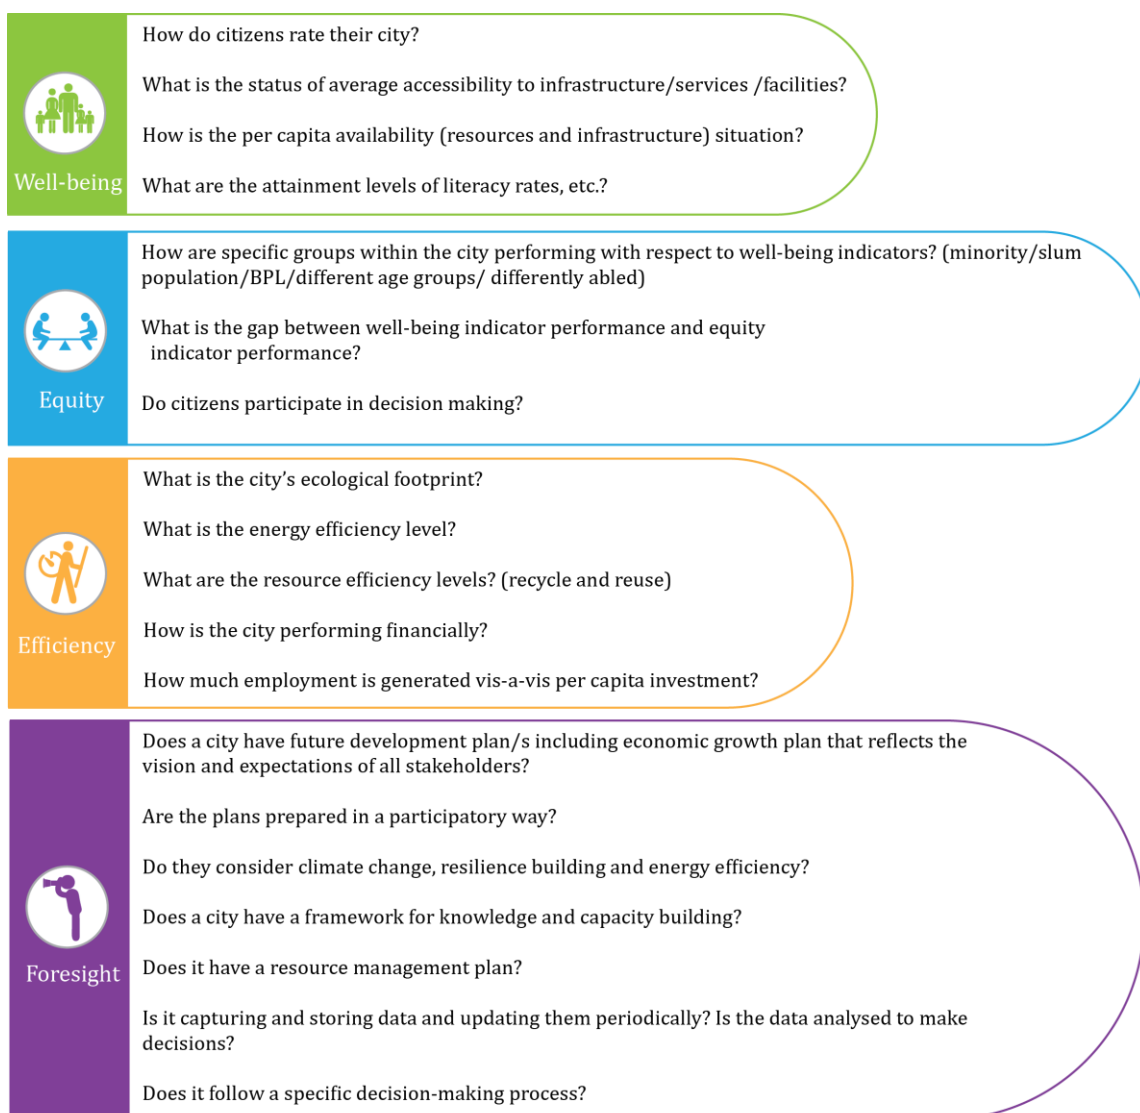 How do citizens rate their city?
What is the status of average accessibility to infrastructure/services /facilities?
How is the per capita availability (resources and infrastructure) situation?
What are the attainment levels of literacy rates, etc.?
Well-being
How are specific groups within the city performing with respect to well-being indicators? (minority/slum
population/BPL/different age groups/ differently abled)
What is the gap between well-being indicator performance and equity
indicator performance?
Do citizens participate in decision making?
Equity
What is the city’s ecological footprint?
What is the energy efficiency level?
What are the resource efficiency levels? (recycle and reuse)
How is the city performing financially?
How much employment is generated vis-a-vis per capita investment?
Efficiency
Does a city have future development plan/s including economic growth plan that reflects the
vision and expectations of all stakeholders?
Are the plans prepared in a participatory way?
Do they consider climate change, resilience building and energy efficiency?
Does a city have a framework for knowledge and capacity building?
Does it have a resource management plan?
Is it capturing and storing data and updating them periodically? Is the data analysed to make
decisions?
Does it follow a specific decision-making process?
Foresight